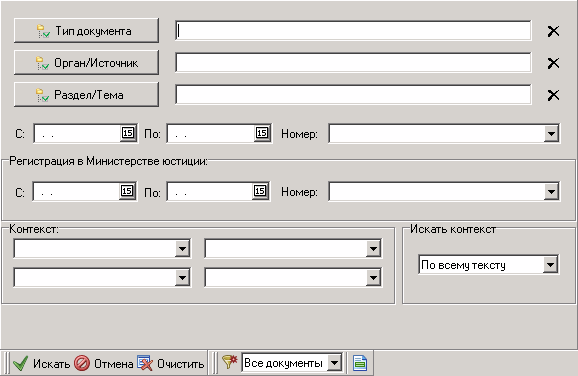 Тип документа
Орган/Источник
Раздел/Тема
С: . . 15 По: . . 15 Номер:
Регистрация в Министерстве юстиции:
С: . . 15 По: . . 15 Номер:
Контекст: Искать контекст
По всему тексту
Искать Отмена Очистить Все документы